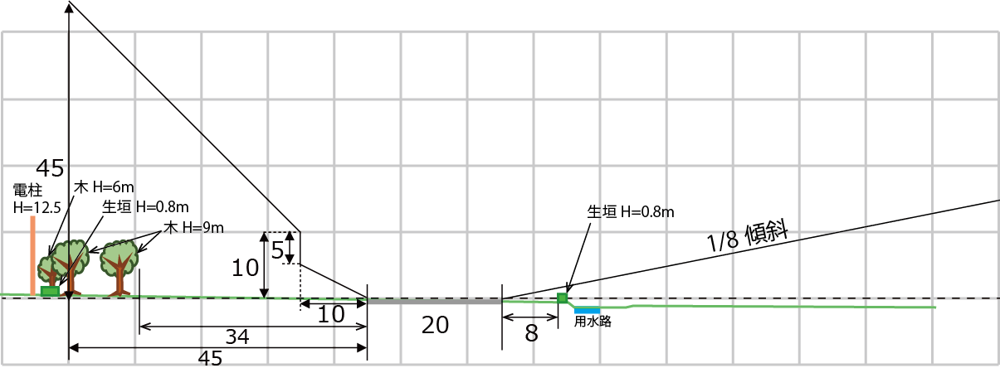 45
電柱
H=12.5
木 H=6m
生垣 H=0.8m
木 H=9m
5
10
10
34
45
20
8
生垣 H=0.8m
用水路
1/8 傾斜